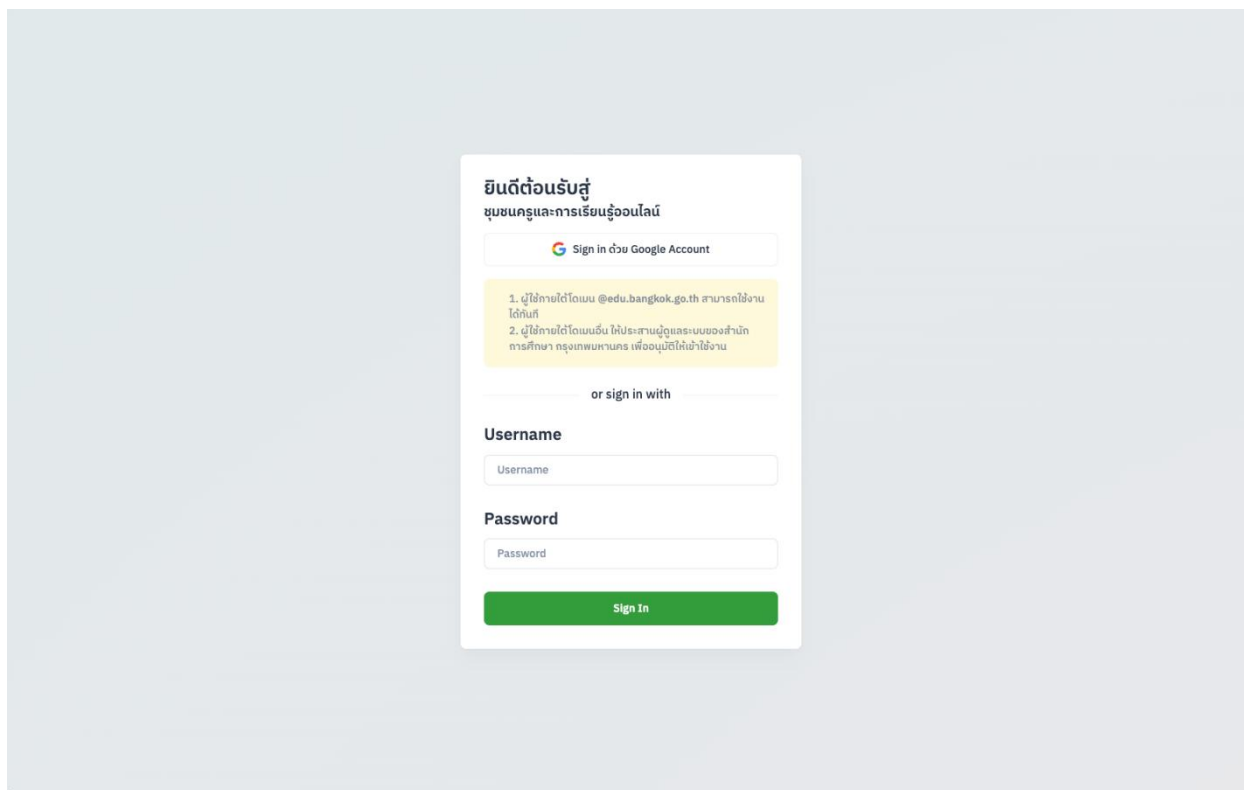 ยินดีต้อนรับสู่
ชุมชนครูและการเรียนรู้ออนไลน์
Sign in ด้วย Google Account
1. ผู้ใช้ภายใต้โดเมน @edu.bangkok.go.th สามารถใช้งาน
ได้ทันที
2. ผู้ใช้ภายใต้โดเมนอื่น ให้ประสานผู้ดูแลระบบของสำนัก
การศึกษา กรุงเทพมหานคร เพื่ออนุมัติให้เข้าใช้งาน
or sign in with
Username
Username
Password
Password
Sign In